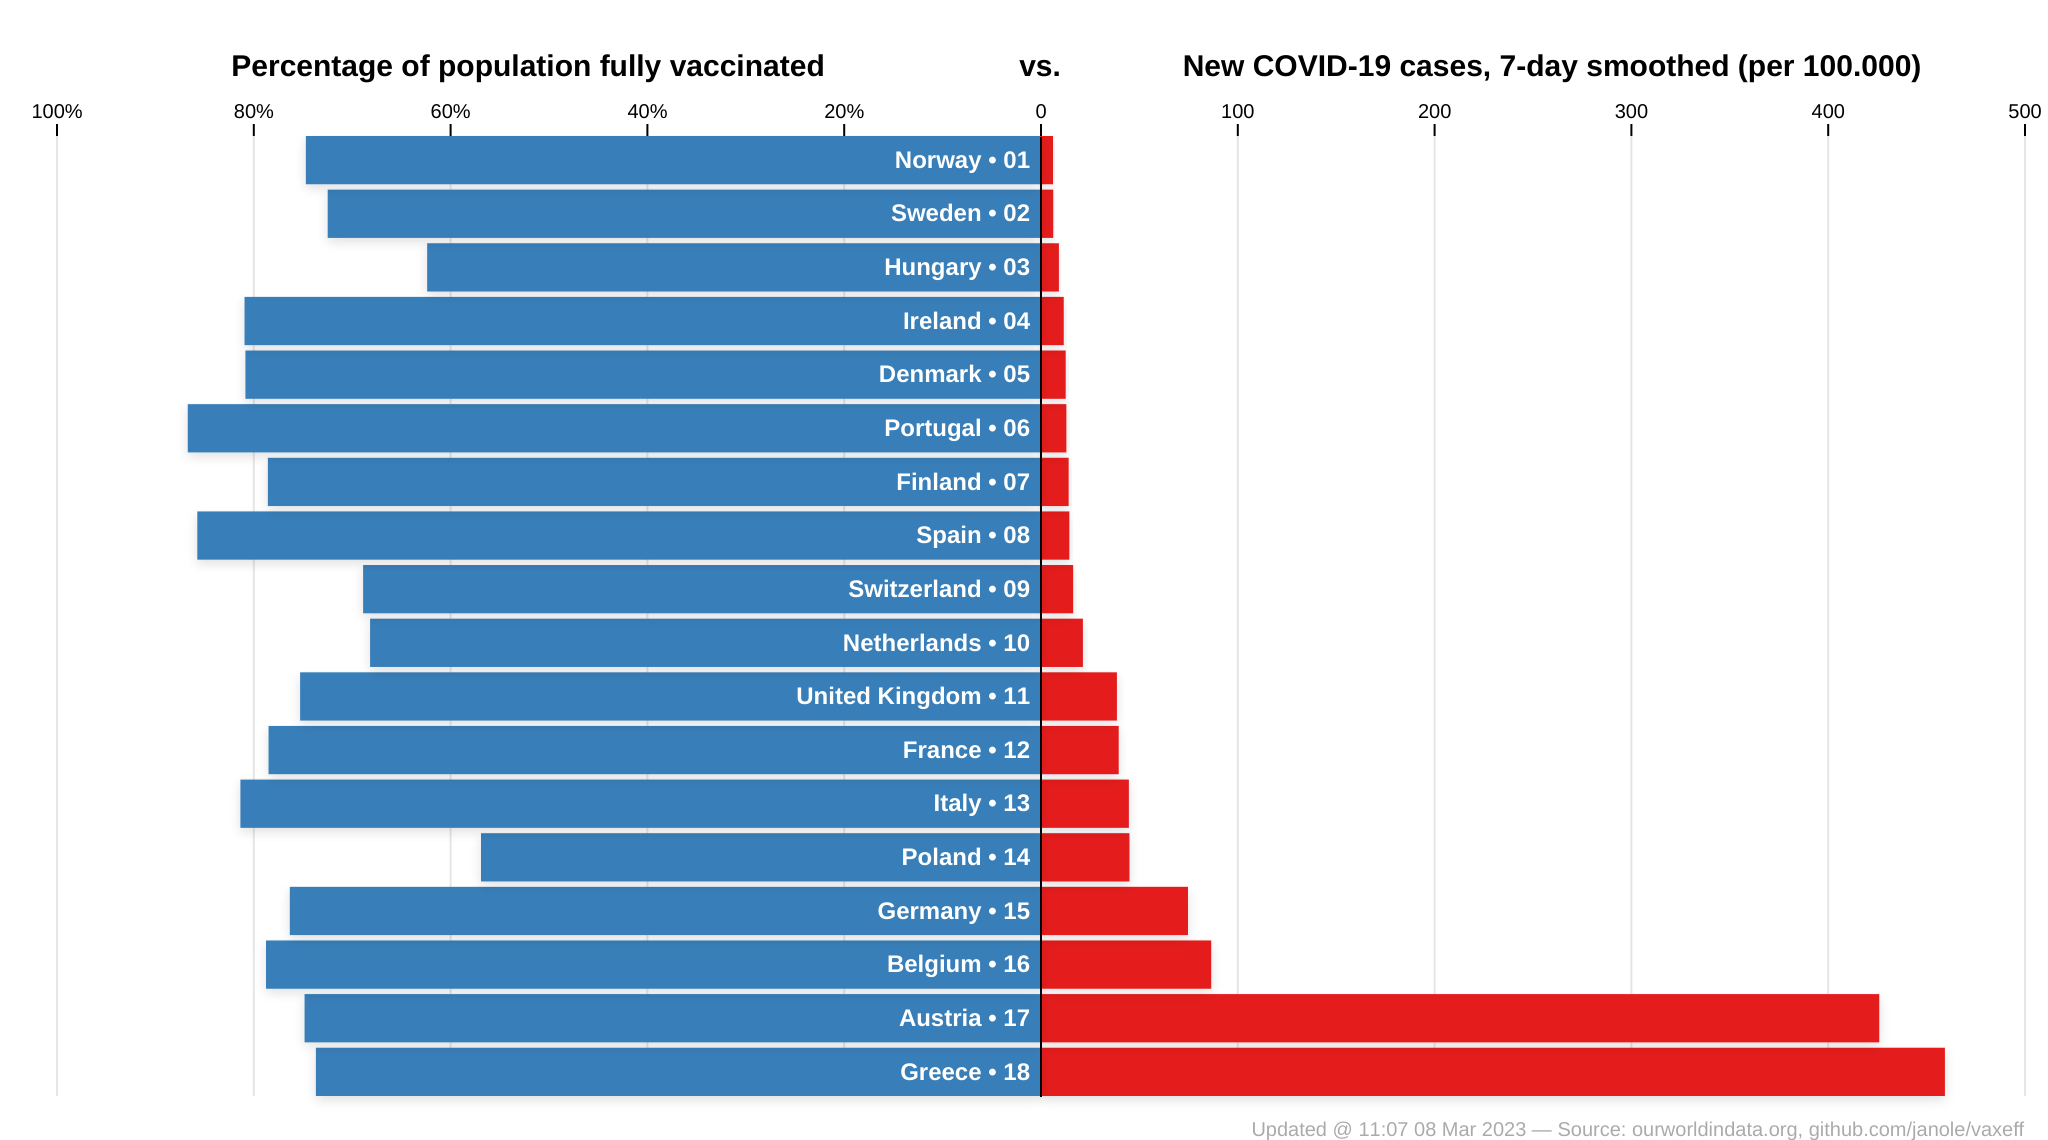 Percentage of population fully vaccinated vs. New COVID-19 cases, 7-day smoothed (per 100.000)
100% 80% 60% 40% 20% 0 100 200 300 400 500
Norway • 01
Sweden • 02
Hungary • 03
Ireland • 04
Denmark • 05
Portugal • 06
Finland • 07
Spain • 08
Switzerland • 09
Netherlands • 10
United Kingdom • 11
France • 12
Italy • 13
Poland • 14
Germany • 15
Belgium • 16
Austria • 17
Greece • 18
Updated @ 11:07 08 Mar 2023 — Source: ourworldindata.org, github.com/janole/vaxeff